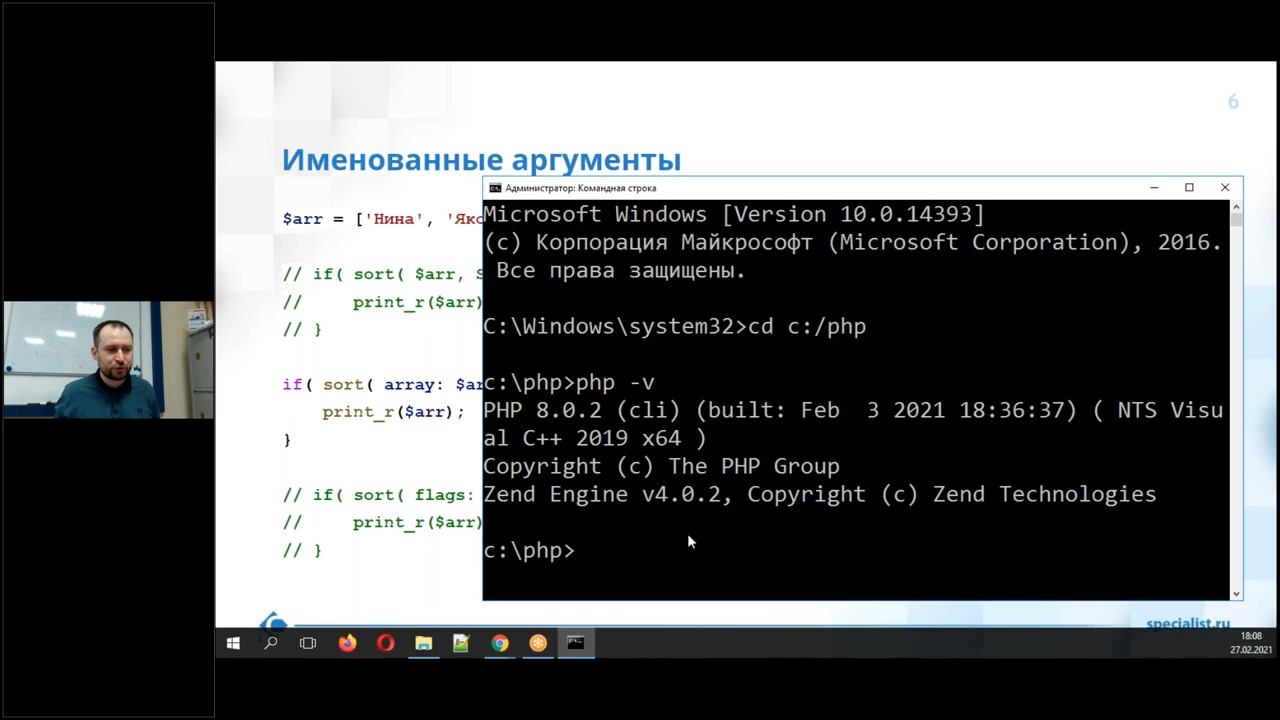 6
Именованные аргументы
$arr = ['Нина', 'Яко
// if( sort( $arr, S
// print_r($arr)
// }
if( sort( array: $ar
print_r($arr);
}
// if( sort( flags:
// print_r($arr)
// }
Администратор: Командная строка
Microsoft Windows [Version 10.0.14393]
(c) Корпорация Майкрософт (Microsoft Corporation), 2016.
Все права защищены.
C:\Windows\system32>cd c:/php
c:\php>php -v
PHP 8.0.2 (cli) (built: Feb  3 2021 18:36:37) ( NTS Visu
al C++ 2019 x64 )
Copyright (c) The PHP Group
Zend Engine v4.0.2, Copyright (c) Zend Technologies
c:\php>
specialist.ru
18:08
27.02.2021